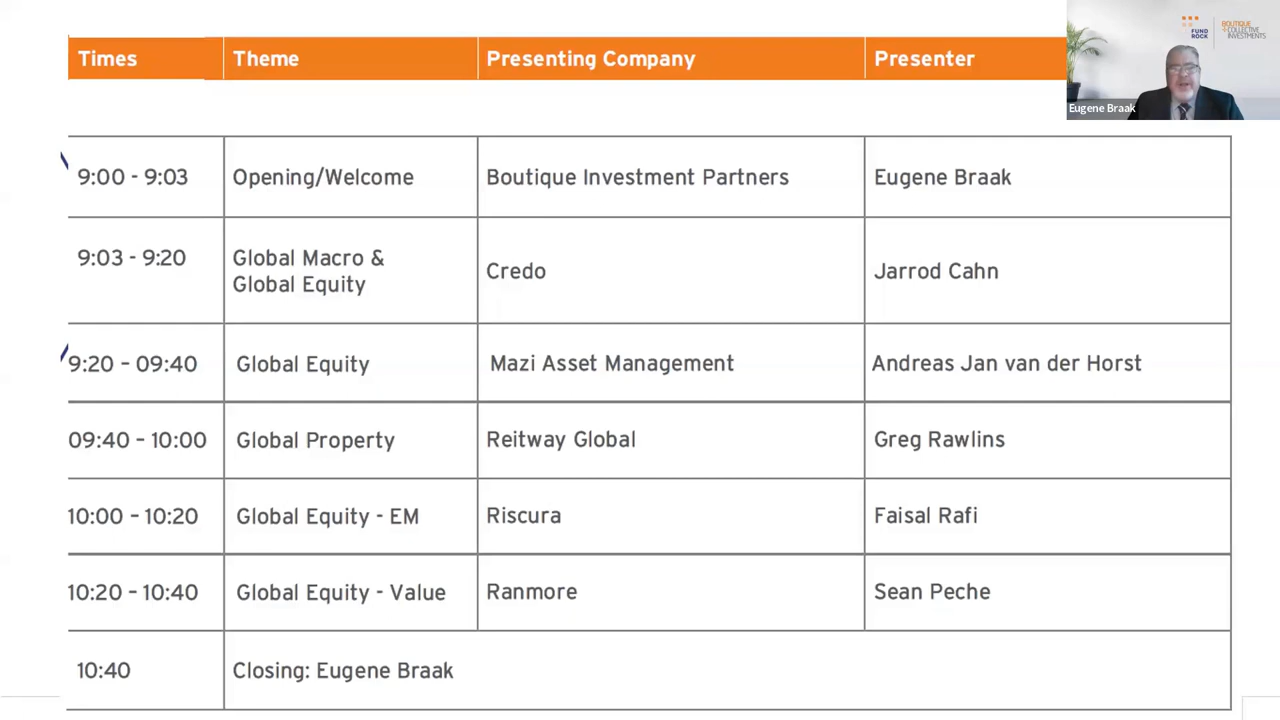 Times Theme Presenting Company Presenter
FUND ROCK
BOUTIQUE COLLECTIVE INVESTMENTS
Eugene Braak
9:00 - 9:03 Opening/Welcome Boutique Investment Partners Eugene Braak
9:03 - 9:20 Global Macro & Global Equity Credo Jarrod Cahn
9:20 – 09:40 Global Equity Mazi Asset Management Andreas Jan van der Horst
09:40 – 10:00 Global Property Reitway Global Greg Rawlins
10:00 – 10:20 Global Equity - EM Riscura Faisal Rafi
10:20 – 10:40 Global Equity - Value Ranmore Sean Peche
10:40 Closing: Eugene Braak